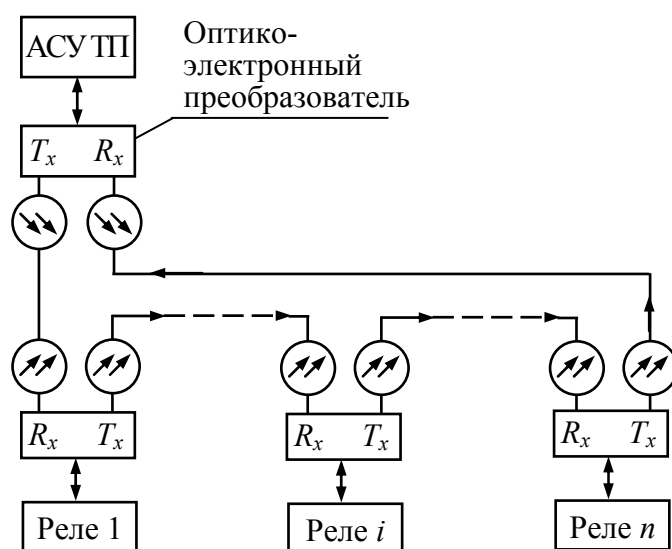 АСУ ТП
Оптико-
электронный
преобразователь
Tx Rx
Rx Tx
Rx Tx
Rx Tx
Реле 1
Реле i
Реле n